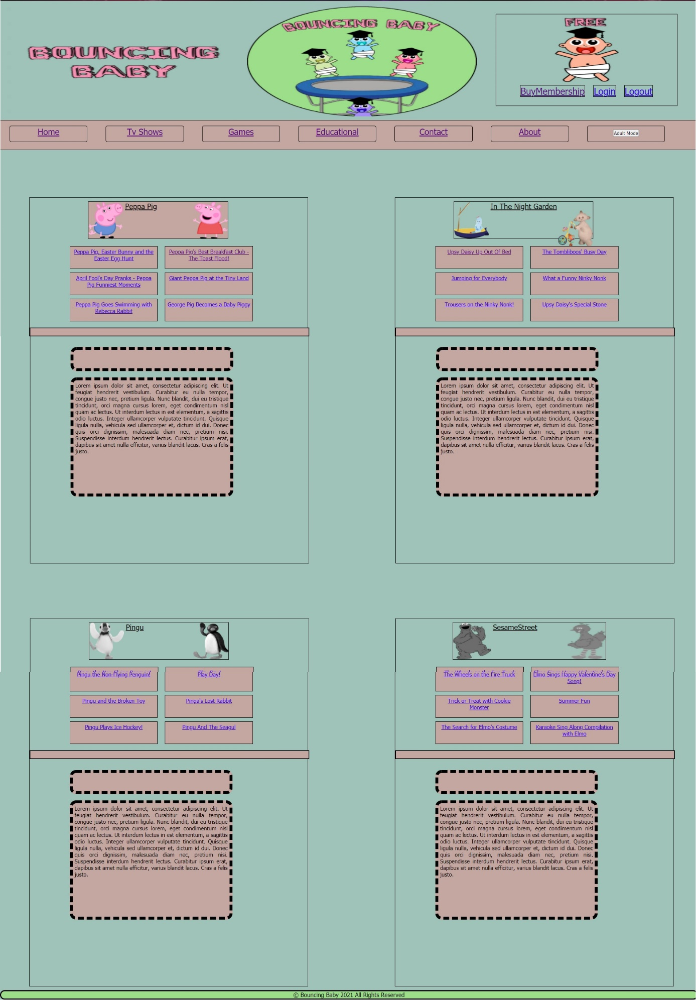 BOUNCING
BABY
BOUNCING BABY
FREE
BuyMembership Login Logout
Home Tv Shows Games Educational Contact About Adult Mode
Peppa Pig
Peppa Pig, Easter Bunny and the
Easter Egg Hunt
Peppa Pig's Best Breakfast Club -
The Toast Flood!
April Fool's Day Pranks - Peppa
Pig Funniest Moments
Giant Peppa Pig at the Tiny Land
Peppa Pig Goes Swimming with
Rebecca Rabbit
George Pig Becomes a Baby Piggy
Lorem ipsum dolor sit amet, consectetur adipiscing elit. Ut
feugiat hendrerit vestibulum. Curabitur eu nulla tempor,
congue justo nec, pretium ligula. Nunc blandit, dui eu tristique
tincidunt, orci magna cursus lorem, eget condimentum nisl
quam ac lectus. Ut interdum lectus in est elementum, a sagittis
odio luctus. Integer ullamcorper vulputate tincidunt. Quisque
ligula nulla, vehicula sed ullamcorper et, dictum id dui. Donec
quis orci dignissim, malesuada diam nec, pretium nisi.
Suspendisse interdum hendrerit lectus. Curabitur ipsum erat,
dapibus sit amet nulla efficitur, varius blandit lacus. Cras a felis
justo.
In The Night Garden
Upsy Daisy Up Out Of Bed
The Tombliboos' Busy Day
Jumping for Everybody
What a Funny Ninky Nonk
Trousers on the Ninky Nonk!
Upsy Daisy's Special Stone
Lorem ipsum dolor sit amet, consectetur adipiscing elit. Ut
feugiat hendrerit vestibulum. Curabitur eu nulla tempor,
congue justo nec, pretium ligula. Nunc blandit, dui eu tristique
tincidunt, orci magna cursus lorem, eget condimentum nisl
quam ac lectus. Ut interdum lectus in est elementum, a sagittis
odio luctus. Integer ullamcorper vulputate tincidunt. Quisque
ligula nulla, vehicula sed ullamcorper et, dictum id dui. Donec
quis orci dignissim, malesuada diam nec, pretium nisi.
Suspendisse interdum hendrerit lectus. Curabitur ipsum erat,
dapibus sit amet nulla efficitur, varius blandit lacus. Cras a felis
justo.
Pingu
Pingu the Non-Flying Penguin!
Play Day!
Pingu and the Broken Toy
Pinga's Lost Rabbit
Pingu Plays Ice Hockey!
Pingu And The Seagul
Lorem ipsum dolor sit amet, consectetur adipiscing elit. Ut
feugiat hendrerit vestibulum. Curabitur eu nulla tempor,
congue justo nec, pretium ligula. Nunc blandit, dui eu tristique
tincidunt, orci magna cursus lorem, eget condimentum nisl
quam ac lectus. Ut interdum lectus in est elementum, a sagittis
odio luctus. Integer ullamcorper vulputate tincidunt. Quisque
ligula nulla, vehicula sed ullamcorper et, dictum id dui. Donec
quis orci dignissim, malesuada diam nec, pretium nisi.
Suspendisse interdum hendrerit lectus. Curabitur ipsum erat,
dapibus sit amet nulla efficitur, varius blandit lacus. Cras a felis
justo.
SesameStreet
The Wheels on the Fire Truck
Elmo Sings Happy Valentine's Day
Song!
Trick or Treat with Cookie
Monster
Summer Fun
The Search for Elmo's Costume
Karaoke Sing Along Compilation
with Elmo
Lorem ipsum dolor sit amet, consectetur adipiscing elit. Ut
feugiat hendrerit vestibulum. Curabitur eu nulla tempor,
congue justo nec, pretium ligula. Nunc blandit, dui eu tristique
tincidunt, orci magna cursus lorem, eget condimentum nisl
quam ac lectus. Ut interdum lectus in est elementum, a sagittis
odio luctus. Integer ullamcorper vulputate tincidunt. Quisque
ligula nulla, vehicula sed ullamcorper et, dictum id dui. Donec
quis orci dignissim, malesuada diam nec, pretium nisi.
Suspendisse interdum hendrerit lectus. Curabitur ipsum erat,
dapibus sit amet nulla efficitur, varius blandit lacus. Cras a felis
justo.
© Bouncing Baby 2021 All Rights Reserved